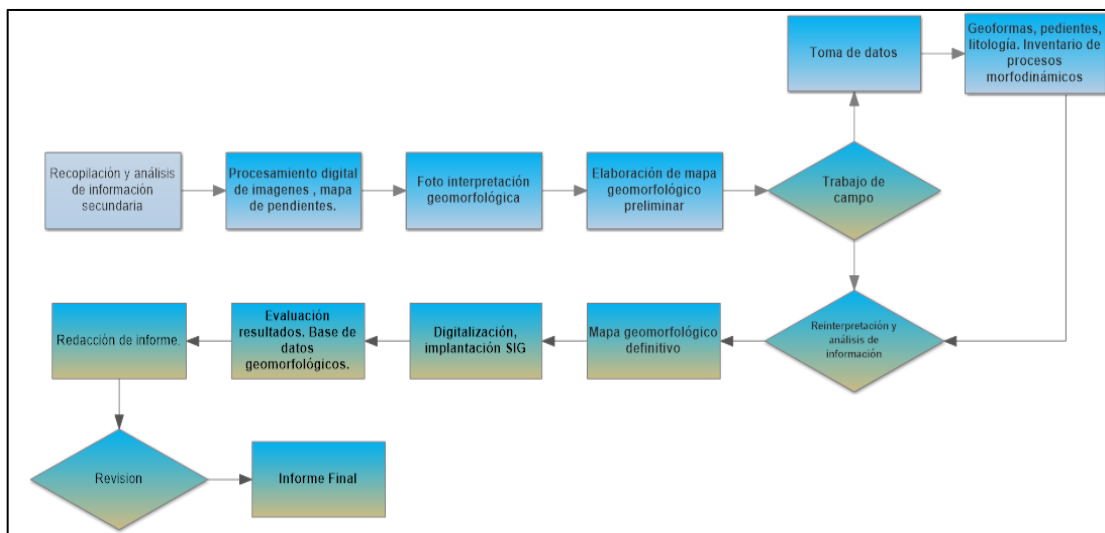 Recopilación y análisis
de información
secundaria
Procesamiento digital
de imagenes , mapa
de pendientes.
Foto interpretación
geomorfológica
Elaboración de mapa
geomorfológico
preliminar
Trabajo de
campo
Toma de datos
Geoformas, pedientes,
litología. Inventario de
procesos
morfodinámicos
Reinterpretación y
análisis de
información
Mapa geomorfológico
definitivo
Digitalización,
implantación SIG
Evaluación
resultados. Base de
datos
geomorfológicos.
Redacción de informe.
Revision
Informe Final